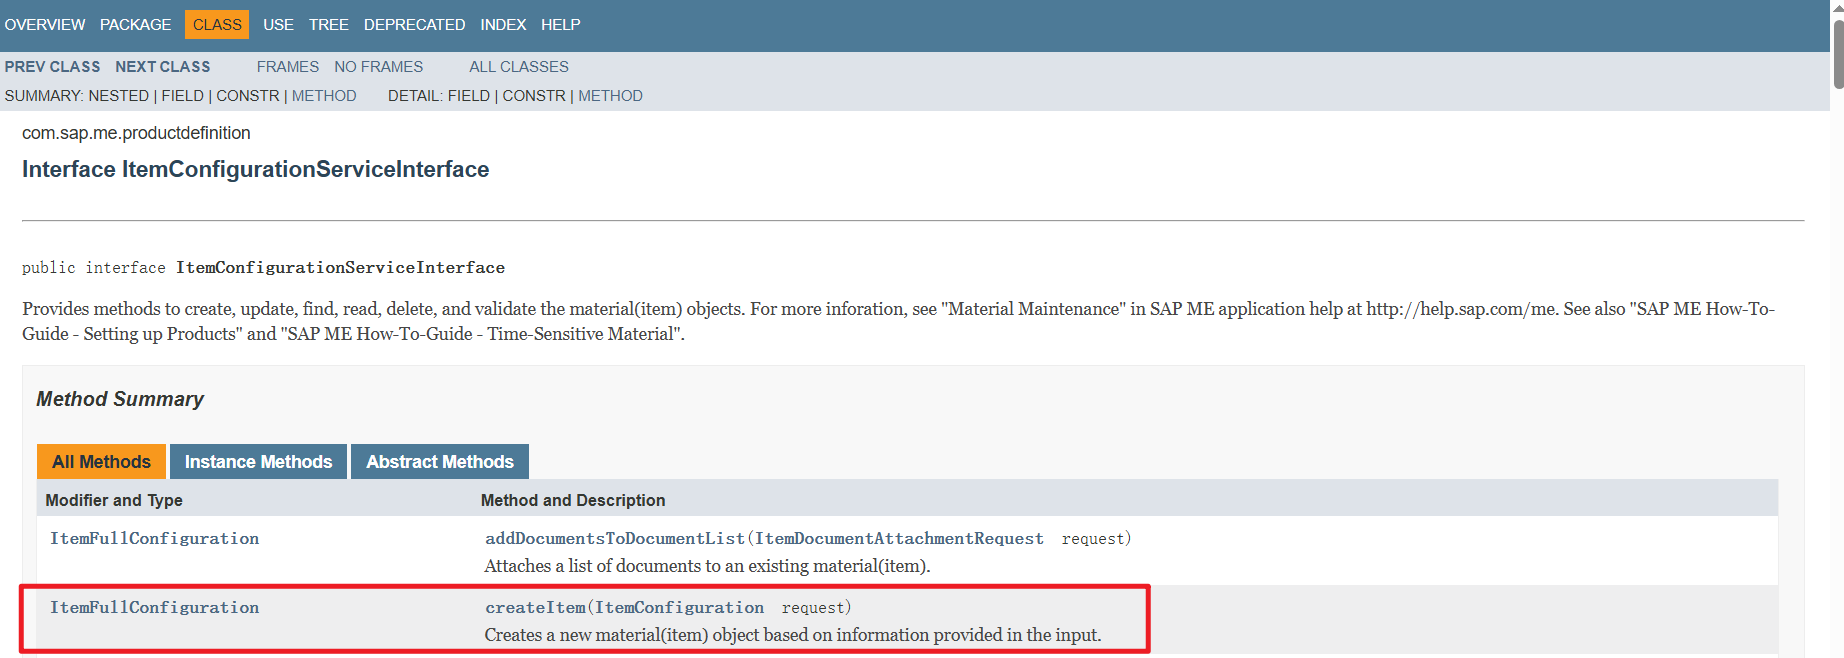 OVERVIEW PACKAGE CLASS USE TREE DEPRECATED INDEX HELP
PREV CLASS NEXT CLASS FRAMES NO FRAMES ALL CLASSES
SUMMARY: NESTED | FIELD | CONSTR | METHOD DETAIL: FIELD | CONSTR | METHOD
com.sap.me.productdefinition
Interface ItemConfigurationServiceInterface
public interface ItemConfigurationServiceInterface
Provides methods to create, update, find, read, delete, and validate the material(item) objects. For more inforation, see "Material Maintenance" in SAP ME application help at http://help.sap.com/me. See also "SAP ME How-To-
Guide - Setting up Products" and "SAP ME How-To-Guide - Time-Sensitive Material".
Method Summary
All Methods Instance Methods Abstract Methods
Modifier and Type Method and Description
ItemFullConfiguration addDocumentsToDocumentList(ItemDocumentAttachmentRequest request)
Attaches a list of documents to an existing material(item).
ItemFullConfiguration createItem(ItemConfiguration request)
Creates a new material(item) object based on information provided in the input.